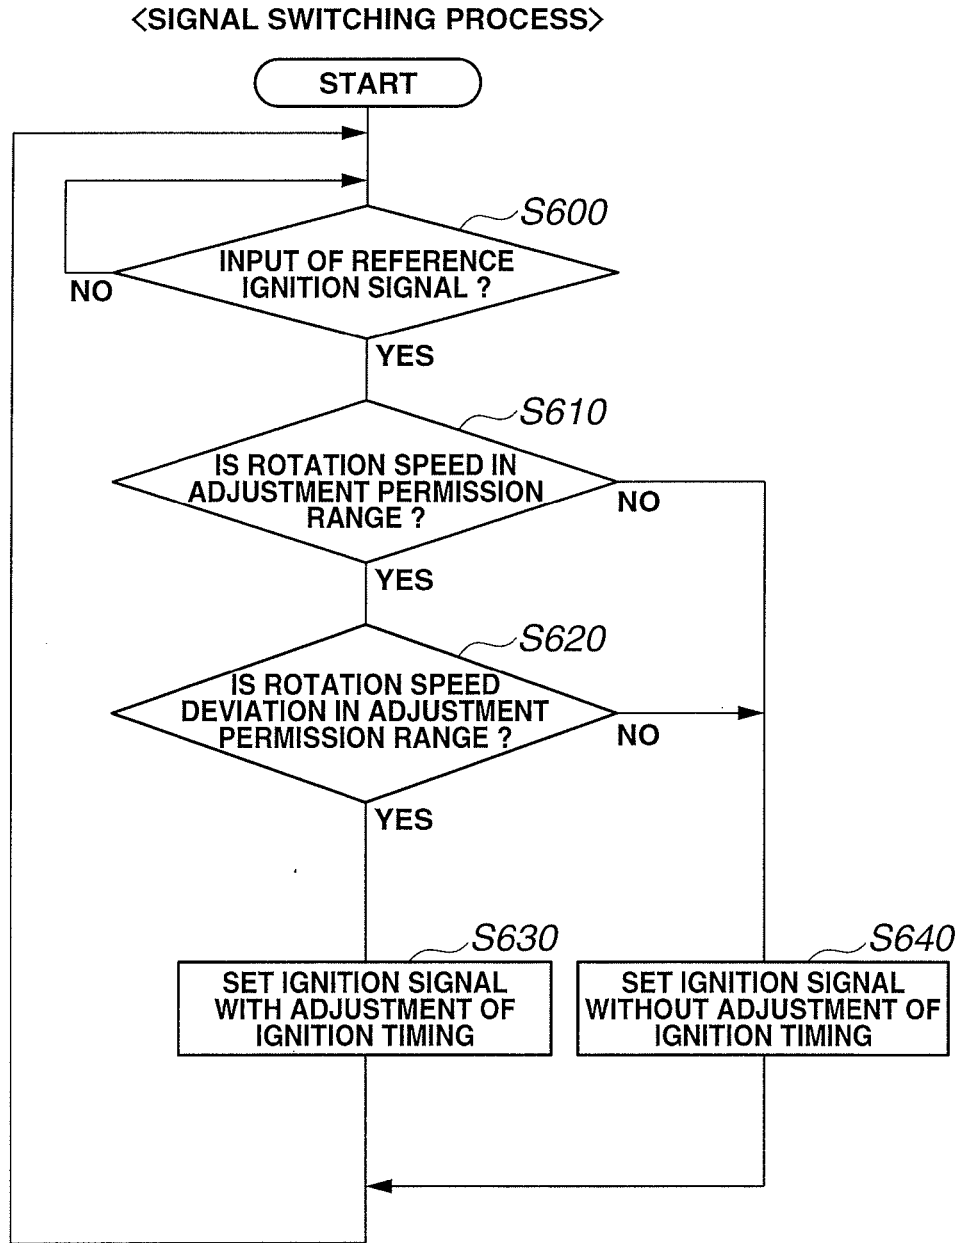 <SIGNAL SWITCHING PROCESS>
START
S600
INPUT OF REFERENCE
IGNITION SIGNAL ?
NO
YES
S610
IS ROTATION SPEED IN
ADJUSTMENT PERMISSION
RANGE ?
NO
YES
S620
IS ROTATION SPEED
DEVIATION IN ADJUSTMENT
PERMISSION RANGE ?
NO
YES
S630
SET IGNITION SIGNAL
WITH ADJUSTMENT OF
IGNITION TIMING
S640
SET IGNITION SIGNAL
WITHOUT ADJUSTMENT OF
IGNITION TIMING